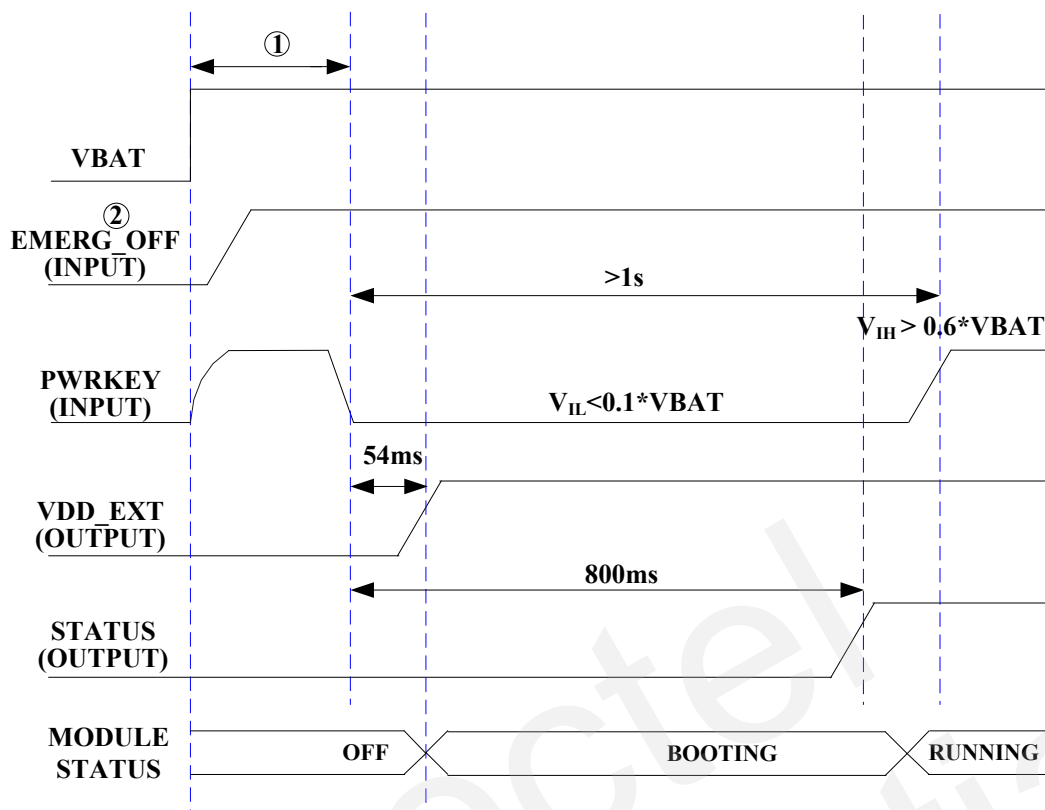 ①
VBAT
②
EMERG_OFF
(INPUT)
>1s
VIH > 0.6*VBAT
PWRKEY
(INPUT)
VIL<0.1*VBAT
54ms
VDD_EXT
(OUTPUT)
800ms
STATUS
(OUTPUT)
MODULE
STATUS
OFF
BOOTING
RUNNING